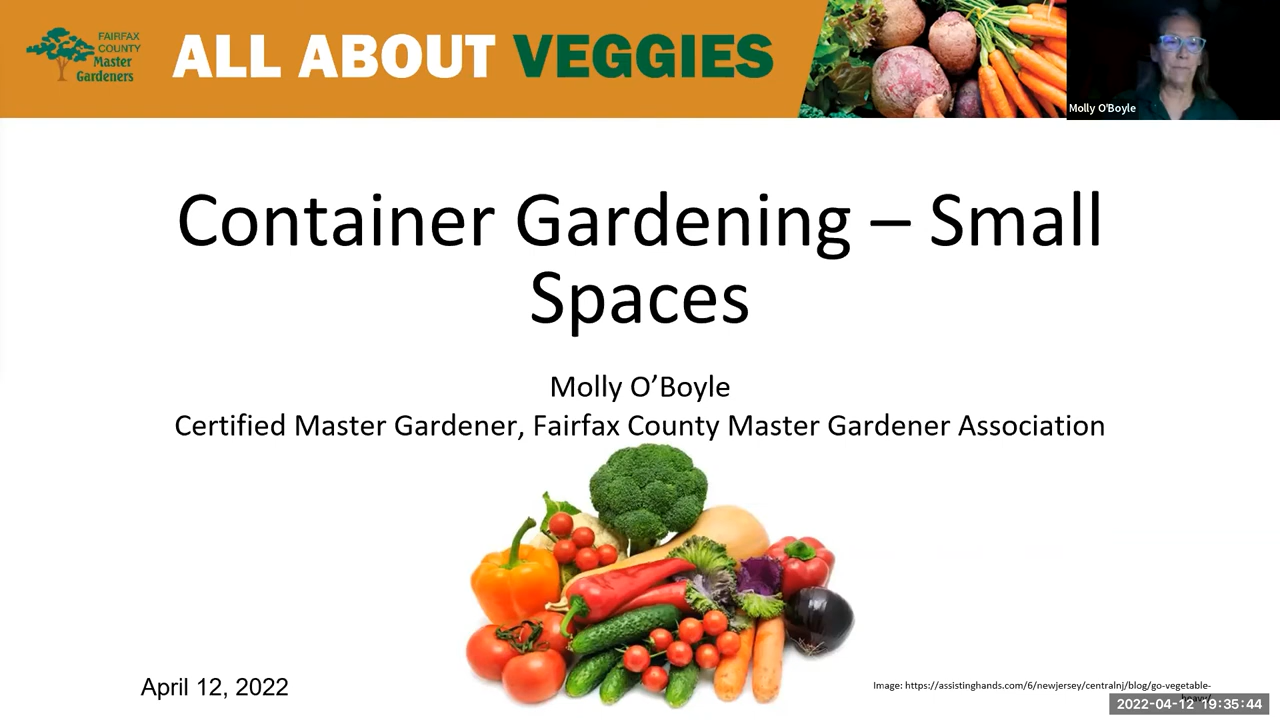 FAIRFAX
COUNTY
Master
Gardeners
ALL ABOUT VEGGIES
Molly O'Boyle
Container Gardening – Small
Spaces
Molly O’Boyle
Certified Master Gardener, Fairfax County Master Gardener Association
April 12, 2022
Image: https://assistinghands.com/6/newjersey/centralnj/blog/go-vegetable-
2022-04-12 19:35:44